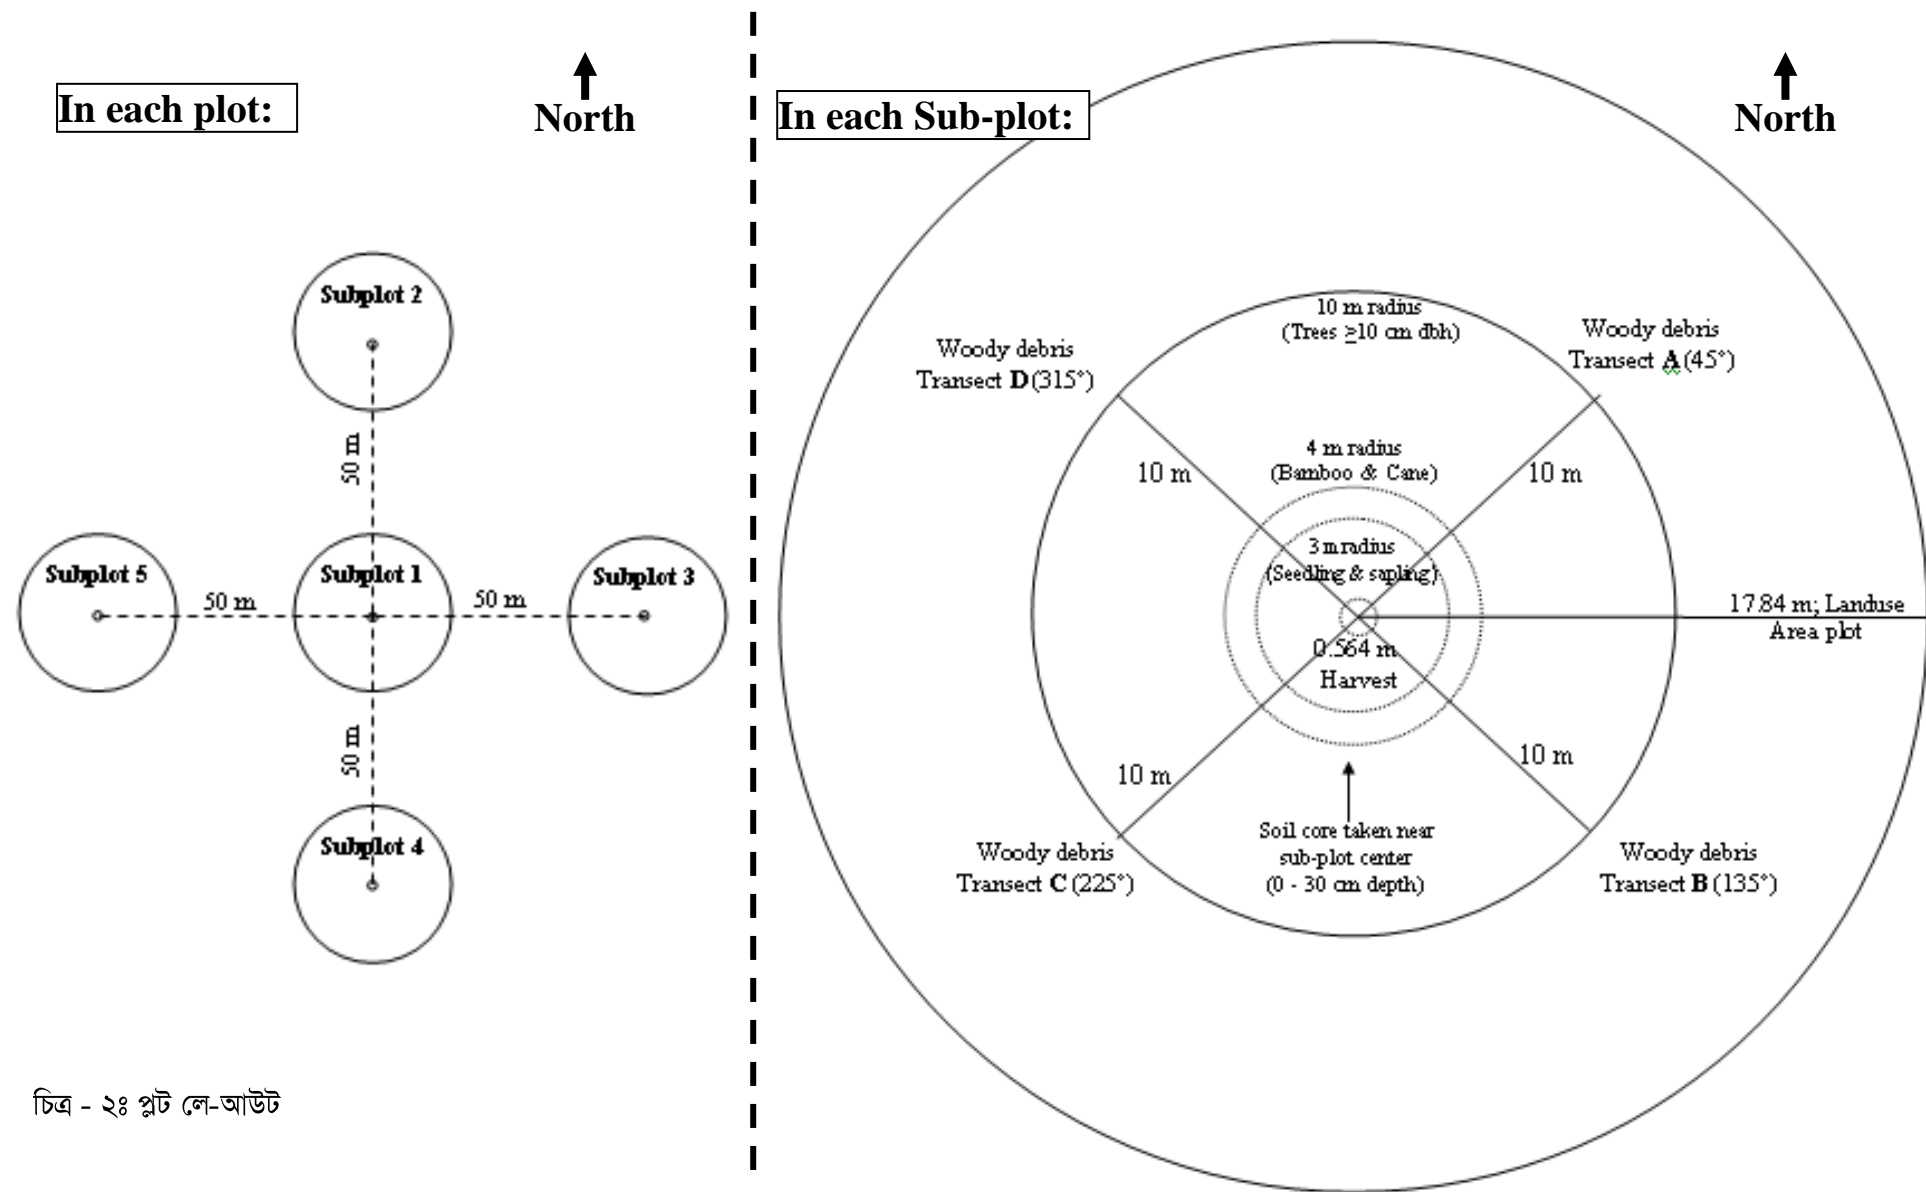 In each plot:
North
Subplot 2
50 m
Subplot 5
Subplot 1
Subplot 3
50 m
50 m
50 m
Subplot 4
চিত্র - ২ঃ প্লট লে-আউট
In each Sub-plot:
North
10 m radius
(Trees ≥10 cm dbh)
Woody debris
Transect D (315°)
Woody debris
Transect A (45°)
4 m radius
(Bamboo & Cane)
10 m
10 m
3 m radius
(Seedling & sapling)
17.84 m; Landuse
Area plot
0.564 m
Harvest
10 m
10 m
Soil core taken near
sub-plot center
(0 - 30 cm depth)
Woody debris
Transect C (225°)
Woody debris
Transect B (135°)